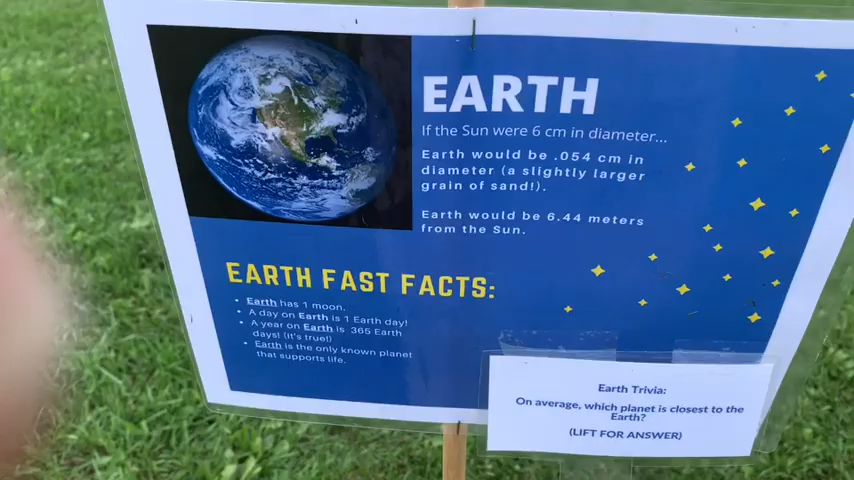 EARTH
If the Sun were 6 cm in diameter...
Earth would be .054 cm in
diameter (a slightly larger
grain of sand!).
Earth would be 6.44 meters
from the Sun.
EARTH FAST FACTS:
• Earth has 1 moon.
• A day on Earth is 1 Earth day!
• A year on Earth is 365 Earth
days! (it's true!)
• Earth is the only known planet
that supports life.
Earth Trivia:
On average, which planet is closest to the
Earth?
(LIFT FOR ANSWER)